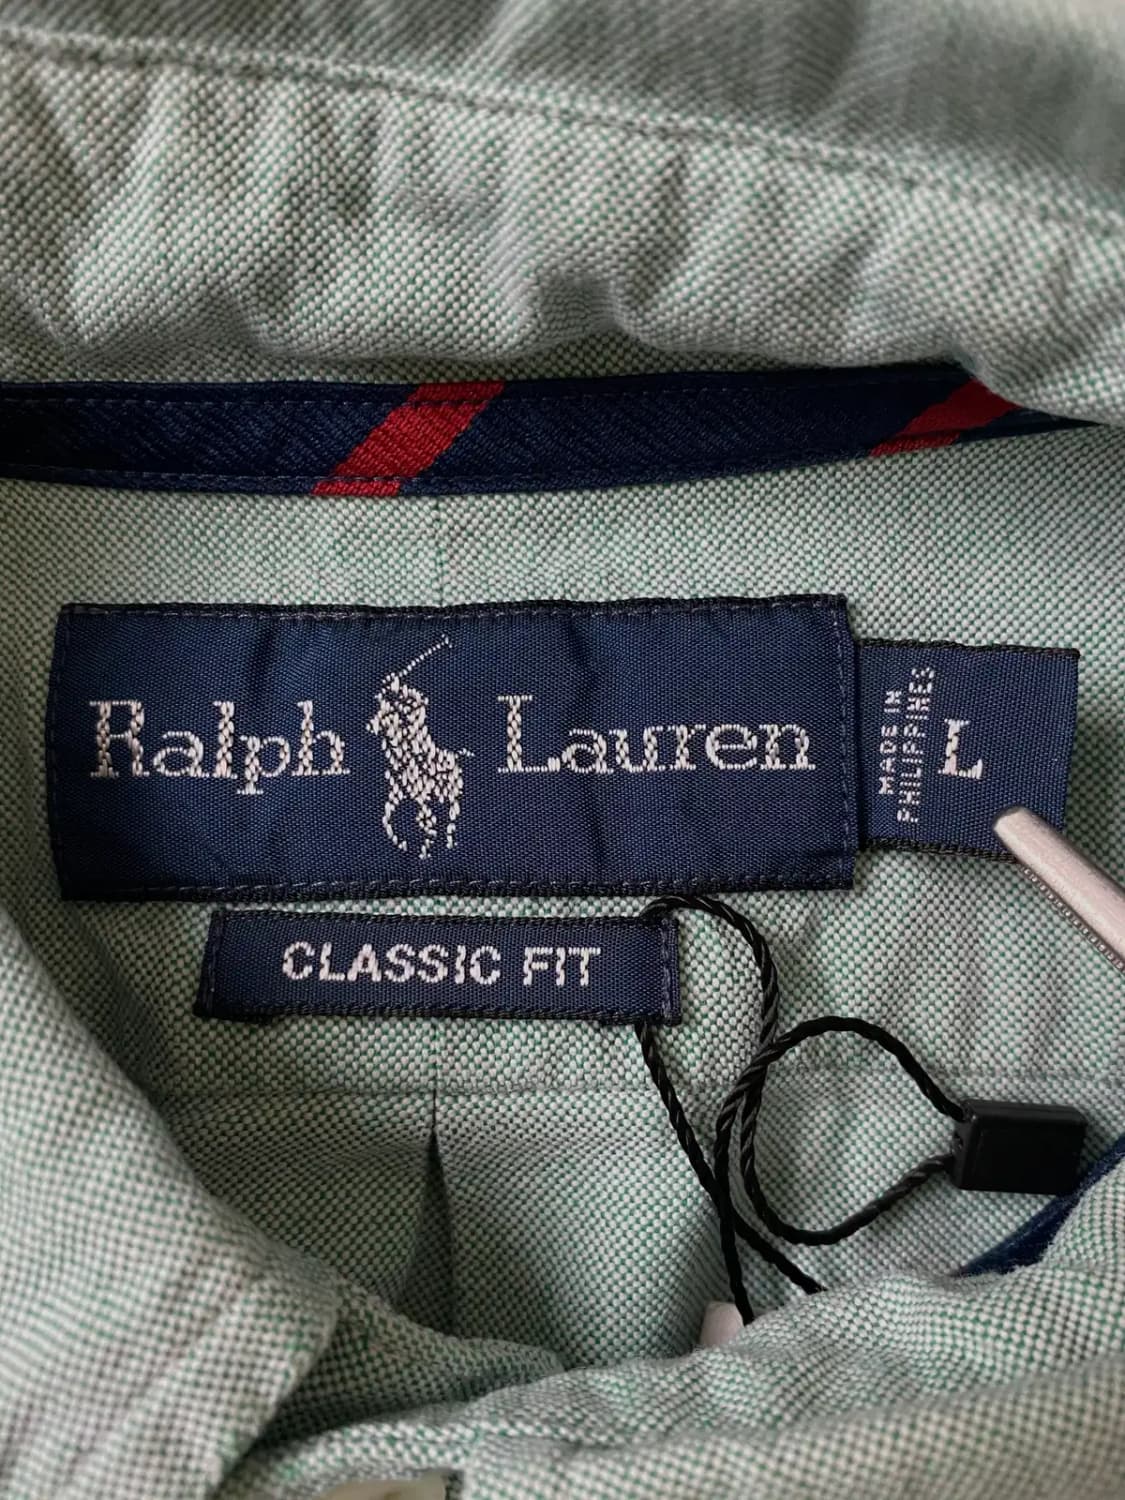 Ralph Lauren
MADE IN
PHILIPPINES
L
CLASSIC FIT